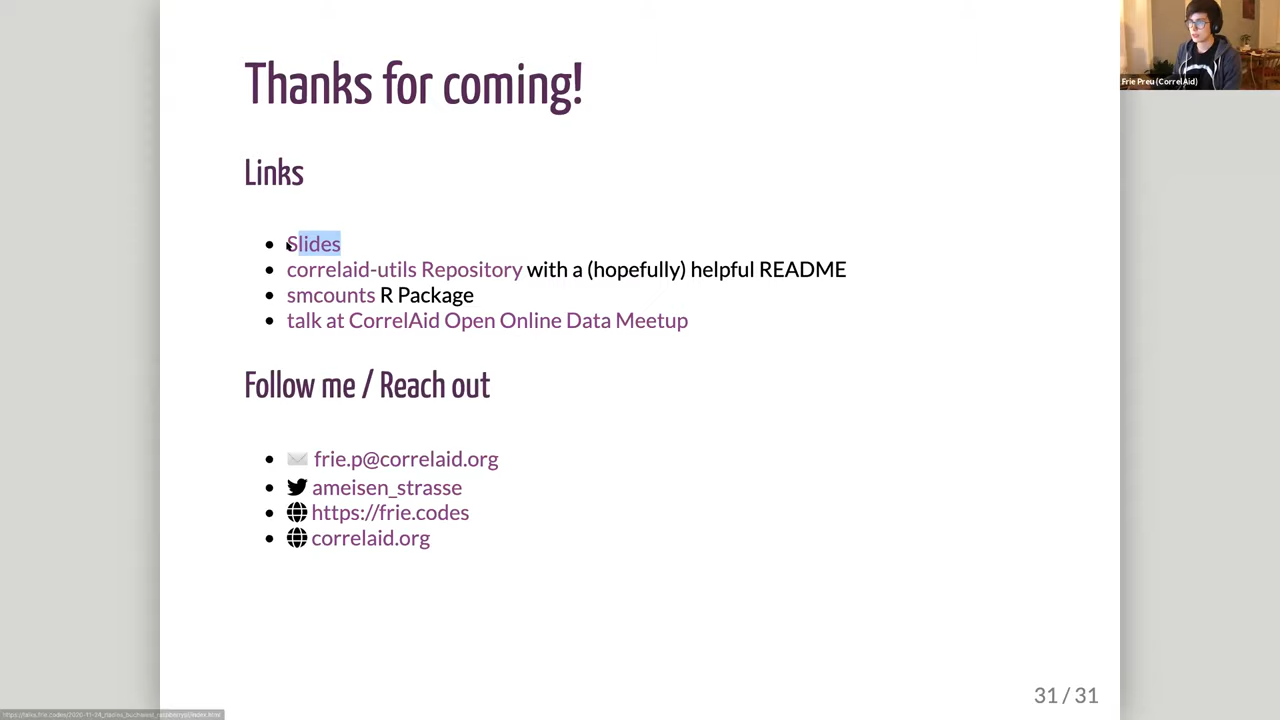 Thanks for coming!
Frie Preu (CorrelAid)
Links
Slides
correlaid-utils Repository with a (hopefully) helpful README
smcounts R Package
talk at CorrelAid Open Online Data Meetup
Follow me / Reach out
frie.p@correlaid.org
ameisen_strasse
https://frie.codes
correlaid.org
31 / 31